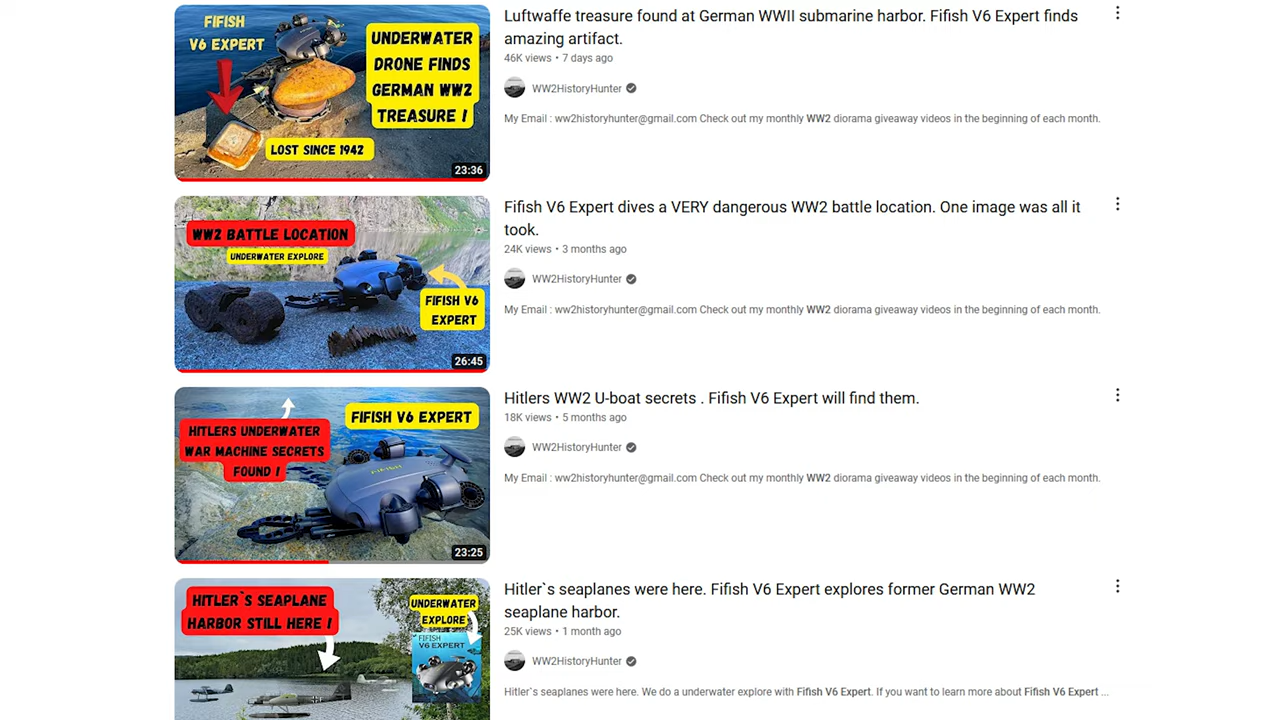 FIFISH
V6 EXPERT
UNDERWATER
DRONE FINDS
GERMAN WW2
TREASURE !
LOST SINCE 1942
23:36
Luftwaffe treasure found at German WWII submarine harbor. Fifish V6 Expert finds
amazing artifact.
46K views • 7 days ago
WW2HistoryHunter
My Email : ww2historyhunter@gmail.com Check out my monthly WW2 diorama giveaway videos in the beginning of each month.
WW2 BATTLE LOCATION
UNDERWATER EXPLORE
FIFISH V6
EXPERT
26:45
Fifish V6 Expert dives a VERY dangerous WW2 battle location. One image was all it
took.
24K views • 3 months ago
WW2HistoryHunter
My Email : ww2historyhunter@gmail.com Check out my monthly WW2 diorama giveaway videos in the beginning of each month.
FIFISH V6 EXPERT
HITLERS UNDERWATER
WAR MACHINE SECRETS
FOUND !
FIFISH
23:25
Hitlers WW2 U-boat secrets . Fifish V6 Expert will find them.
18K views • 5 months ago
WW2HistoryHunter
My Email : ww2historyhunter@gmail.com Check out my monthly WW2 diorama giveaway videos in the beginning of each month.
HITLER`S SEAPLANE
HARBOR STILL HERE !
UNDERWATER
EXPLORE
FIFISH
V6 EXPERT
Hitler`s seaplanes were here. Fifish V6 Expert explores former German WW2
seaplane harbor.
25K views • 1 month ago
WW2HistoryHunter
Hitler`s seaplanes were here. We do a underwater explore with Fifish V6 Expert. If you want to learn more about Fifish V6 Expert ...